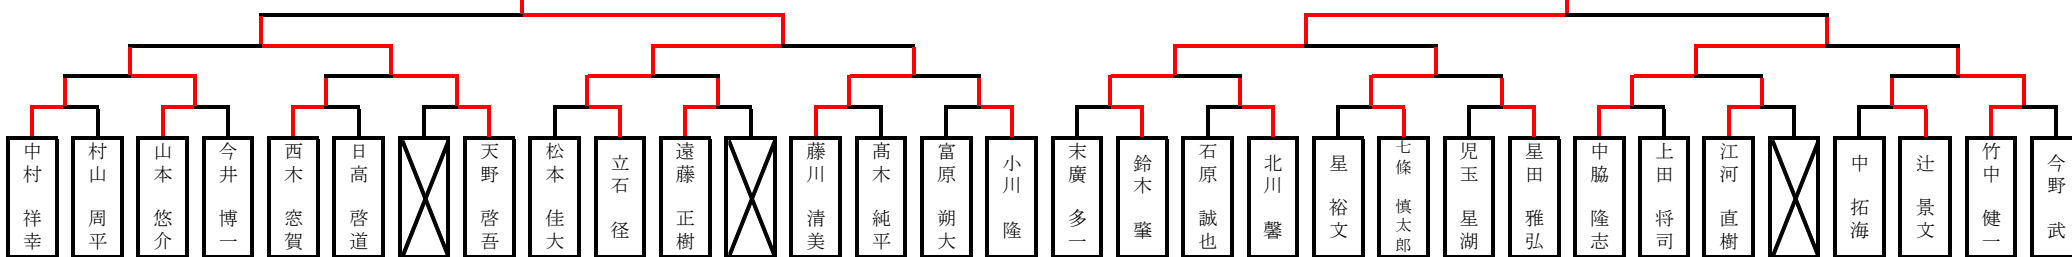 中村 祥幸
村山 周平
山本 悠介
今井 博一
西木 窓賀
日高 啓道
天野 啓吾
松本 佳大
立石 径
遠藤 正樹
藤川 清美
髙木 純平
富原 朔大
小川 隆
末廣 多一
鈴木 肇
石原 誠也
北川 馨
星 裕文
七條 慎太郎
児玉 星湖
星田 雅弘
中脇 隆志
上田 将司
江河 直樹
中 拓海
辻 景文
竹中 健一
今野 武